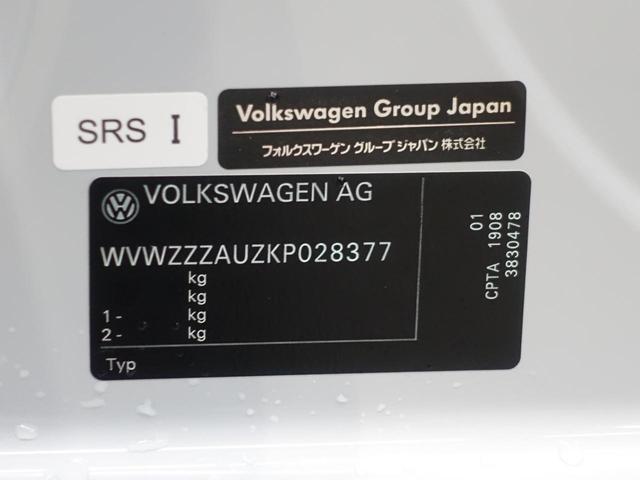 SRS I
Volkswagen Group Japan
フォルクスワーゲン グループ ジャパン 株式会社
VOLKSWAGEN AG
WVWZZZAUZKP028377
kg
kg
1- kg
2- kg
Typ
01
CPTA 1908
3830478